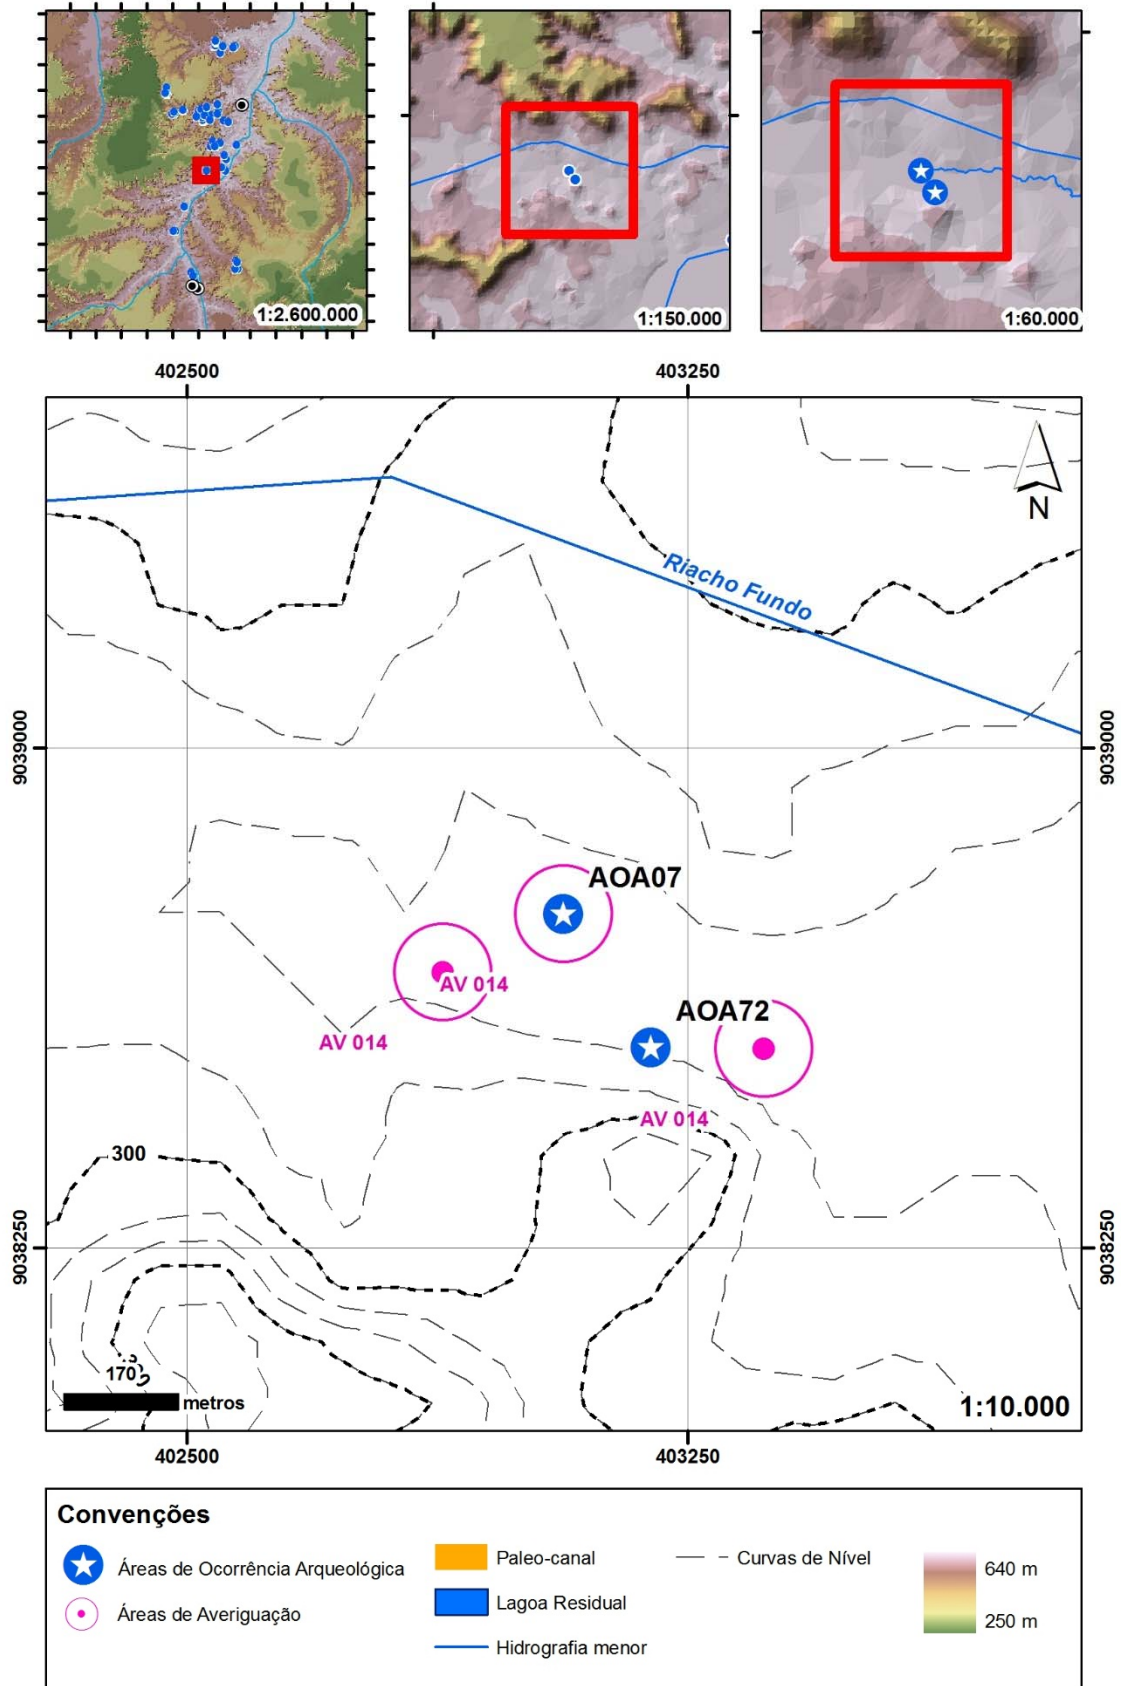 1:2.600.000
1:150.000
1:60.000
402500
403250
N
Riacho Fundo
9039000
9039000
AOA07
AV 014
AOA72
AV 014
AV 014
300
9038250
9038250
170
metros
1:10.000
402500
403250
Convenções
Áreas de Ocorrência Arqueológica
Paleo-canal
Curvas de Nível
640 m
Áreas de Averiguação
Lagoa Residual
250 m
Hidrografia menor